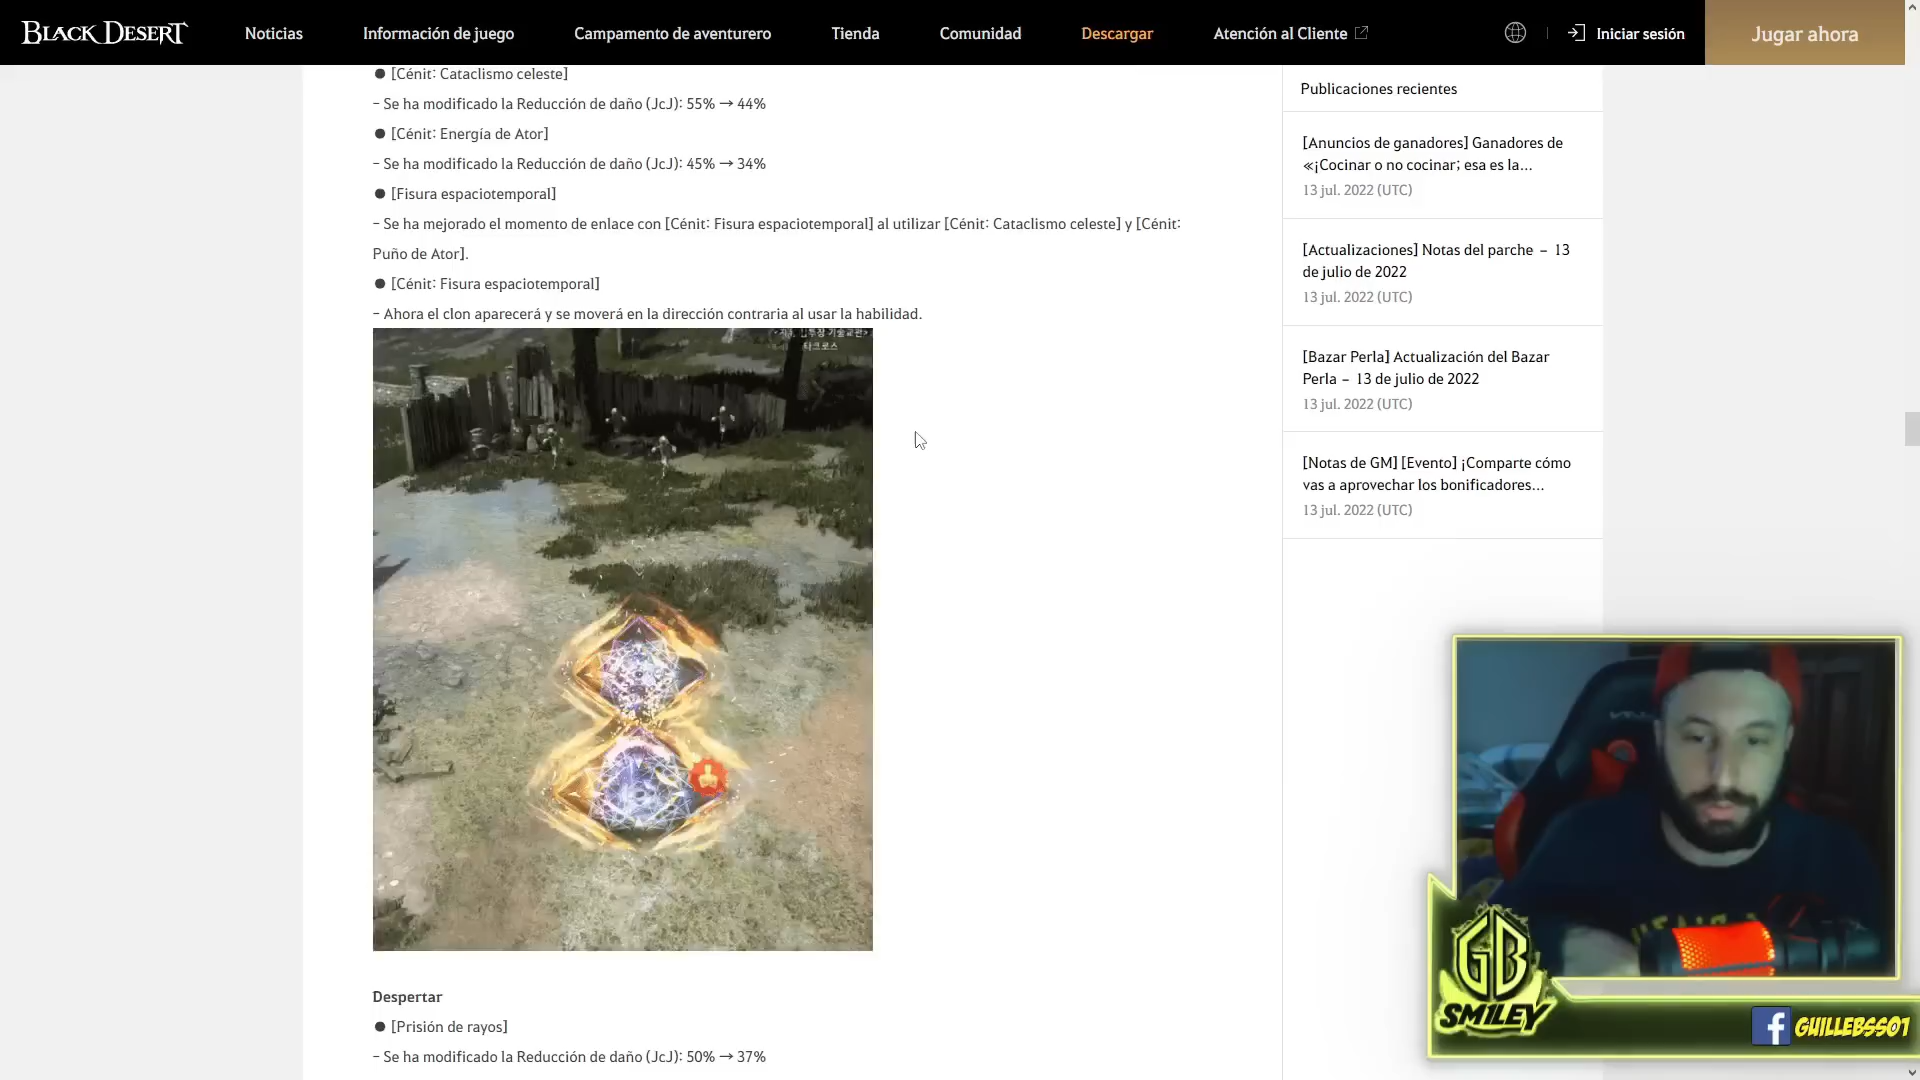 BLACK DESERT
Noticias
Información de juego
Campamento de aventurero
Tienda
Comunidad
Descargar
Atención al Cliente
Iniciar sesión
Jugar ahora
● [Cénit: Cataclismo celeste]
– Se ha modificado la Reducción de daño (JcJ): 55% → 44%
● [Cénit: Energía de Ator]
– Se ha modificado la Reducción de daño (JcJ): 45% → 34%
● [Fisura espaciotemporal]
– Se ha mejorado el momento de enlace con [Cénit: Fisura espaciotemporal] al utilizar [Cénit: Cataclismo celeste] y [Cénit:
Puño de Ator].
● [Cénit: Fisura espaciotemporal]
– Ahora el clon aparecerá y se moverá en la dirección contraria al usar la habilidad.
타크로스
Despertar
● [Prisión de rayos]
– Se ha modificado la Reducción de daño (JcJ): 50% → 37%
Publicaciones recientes
[Anuncios de ganadores] Ganadores de
«¡Cocinar o no cocinar; esa es la...
13 jul. 2022 (UTC)
[Actualizaciones] Notas del parche – 13
de julio de 2022
13 jul. 2022 (UTC)
[Bazar Perla] Actualización del Bazar
Perla – 13 de julio de 2022
13 jul. 2022 (UTC)
[Notas de GM] [Evento] ¡Comparte cómo
vas a aprovechar los bonificadores...
13 jul. 2022 (UTC)
GB
SM1LEY
f GUILLEBSS01